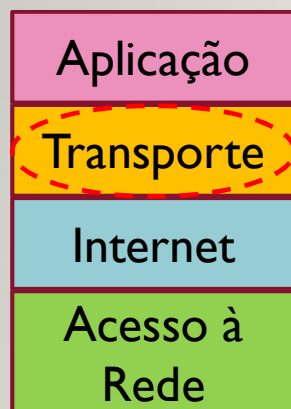 Aplicação
Transporte
Internet
Acesso à
Rede